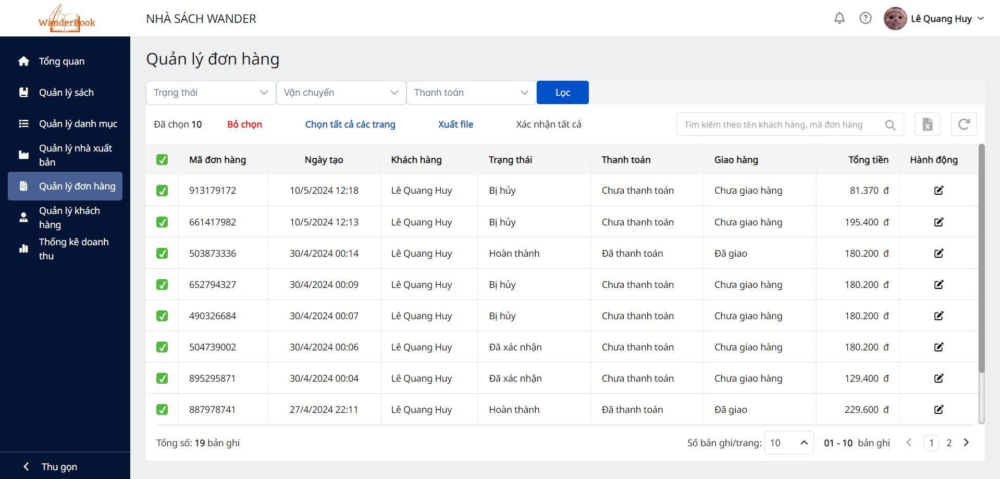 WanderBook
NHÀ SÁCH WANDER
Lê Quang Huy
Tổng quan
Quản lý sách
Quản lý danh mục
Quản lý nhà xuất
bản
Quản lý đơn hàng
Quản lý khách
hàng
Thống kê doanh
thu
Thu gọn
Quản lý đơn hàng
Trạng thái Vận chuyển Thanh toán Lọc
Đã chọn 10 Bỏ chọn Chọn tất cả các trang Xuất file Xác nhận tất cả Tìm kiếm theo tên khách hàng, mã đơn hàng
Mã đơn hàng Ngày tạo Khách hàng Trạng thái Thanh toán Giao hàng Tổng tiền Hành động
913179172 10/5/2024 12:18 Lê Quang Huy Bị hủy Chưa thanh toán Chưa giao hàng 81.370 đ
661417982 10/5/2024 12:13 Lê Quang Huy Bị hủy Chưa thanh toán Chưa giao hàng 195.400 đ
503873336 30/4/2024 00:14 Lê Quang Huy Hoàn thành Đã thanh toán Đã giao 180.200 đ
652794327 30/4/2024 00:09 Lê Quang Huy Bị hủy Chưa thanh toán Chưa giao hàng 180.200 đ
490326684 30/4/2024 00:07 Lê Quang Huy Bị hủy Chưa thanh toán Chưa giao hàng 180.200 đ
504739002 30/4/2024 00:06 Lê Quang Huy Đã xác nhận Chưa thanh toán Chưa giao hàng 180.200 đ
895295871 30/4/2024 00:04 Lê Quang Huy Đã xác nhận Chưa thanh toán Chưa giao hàng 129.400 đ
887978741 27/4/2024 22:11 Lê Quang Huy Hoàn thành Đã thanh toán Đã giao 229.600 đ
Tổng số: 19 bản ghi Số bản ghi/trang: 10 01 - 10 bản ghi 1 2